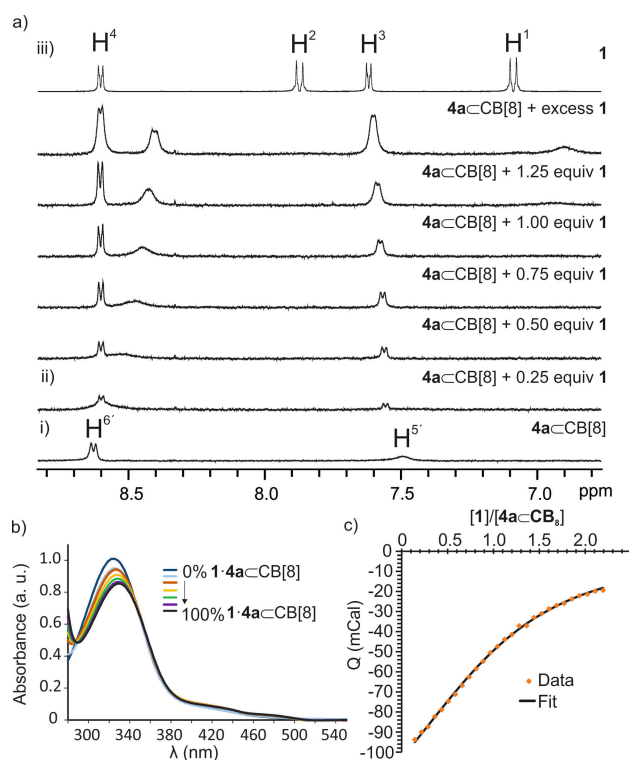 a)
iii) H⁴ H² H³ H¹ 1
4a⊂CB[8] + excess 1
4a⊂CB[8] + 1.25 equiv 1
4a⊂CB[8] + 1.00 equiv 1
4a⊂CB[8] + 0.75 equiv 1
4a⊂CB[8] + 0.50 equiv 1
ii) 4a⊂CB[8] + 0.25 equiv 1
i) H⁶′ H⁵′ 4a⊂CB[8]
8.5 8.0 7.5 7.0 ppm
b)
1.0
0.8
0.6
0.4
0.2
0
Absorbance (a. u.)
0% 1·4a⊂CB[8]
100% 1·4a⊂CB[8]
300 340 380 420 460 500 540
λ (nm)
c)
[1]/[4a⊂CB₈]
0 0.5 1.0 1.5 2.0
0
-10
-20
-30
-40
-50
-60
-70
-80
-90
-100
Q (mCal)
Data
Fit